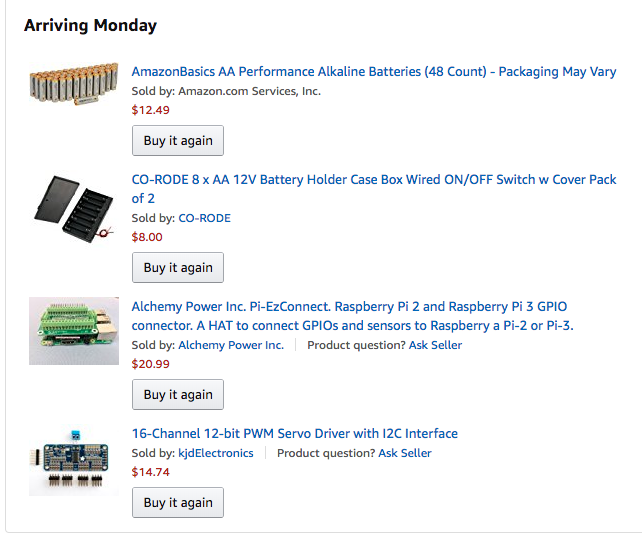 Arriving Monday
AmazonBasics AA Performance Alkaline Batteries (48 Count) - Packaging May Vary
Sold by: Amazon.com Services, Inc.
$12.49
Buy it again
CO-RODE 8 x AA 12V Battery Holder Case Box Wired ON/OFF Switch w Cover Pack
of 2
Sold by: CO-RODE
$8.00
Buy it again
Alchemy Power Inc. Pi-EzConnect. Raspberry Pi 2 and Raspberry Pi 3 GPIO
connector. A HAT to connect GPIOs and sensors to Raspberry a Pi-2 or Pi-3.
Sold by: Alchemy Power Inc. Product question? Ask Seller
$20.99
Buy it again
16-Channel 12-bit PWM Servo Driver with I2C Interface
Sold by: kjdElectronics Product question? Ask Seller
$14.74
Buy it again